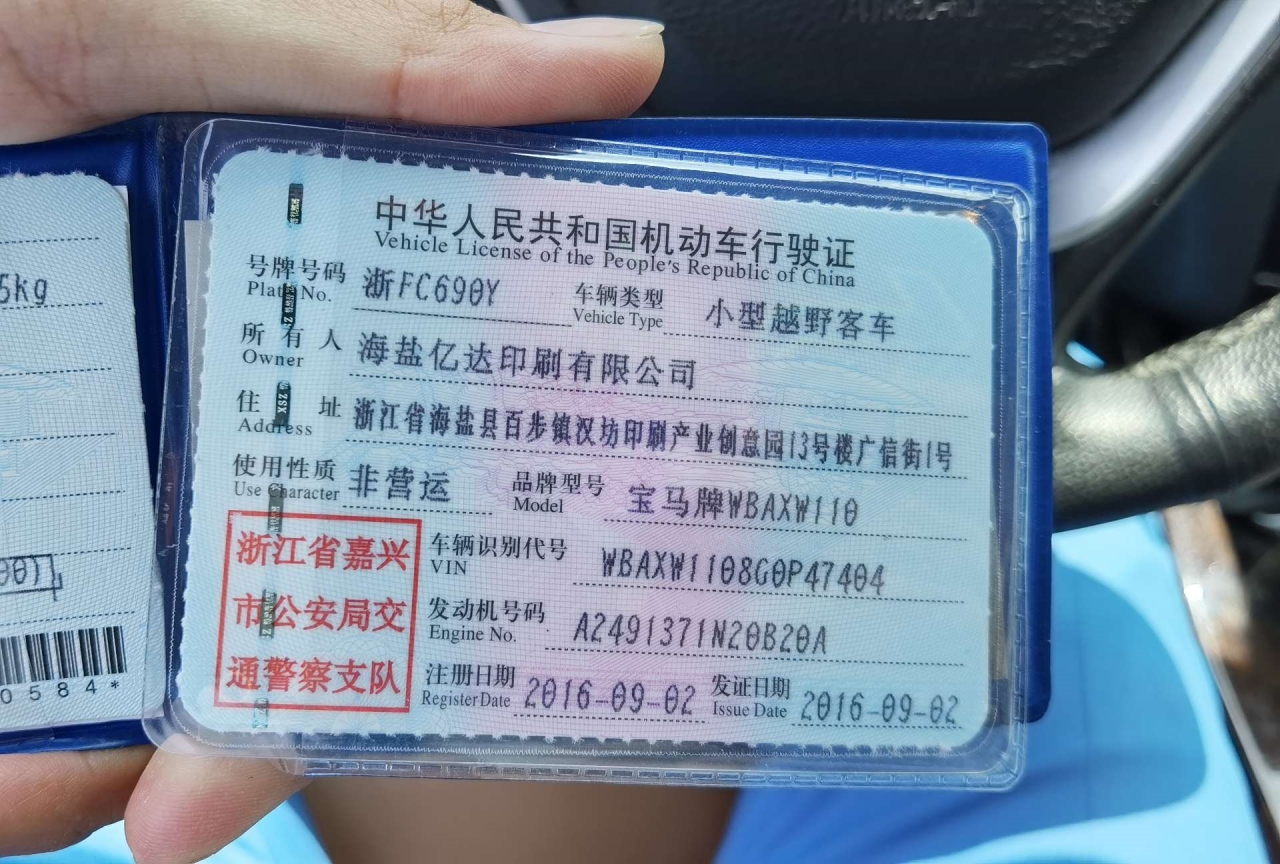 中华人民共和国机动车行驶证
Vehicle License of the People's Republic of China
号牌号码 浙FC690Y 车辆类型 小型越野客车
Plate No. Vehicle Type
所有人 海盐亿达印刷有限公司
Owner
住址 浙江省海盐县百步镇汉坊印刷产业创意园13号楼广信街1号
Address
使用性质 非营运 品牌型号 宝马牌WBAXW110
Use Character Model
浙江省嘉兴
市公安局交
通警察支队
车辆识别代号 WBAXW1108G0P47404
VIN
发动机号码 A2491371N20B20A
Engine No.
注册日期 2016-09-02 发证日期 2016-09-02
Register Date Issue Date
5kg
0584*